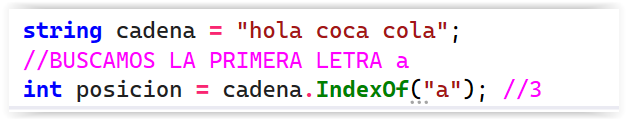 string cadena = "hola coca cola";
//BUSCAMOS LA PRIMERA LETRA a
int posicion = cadena.IndexOf("a"); //3